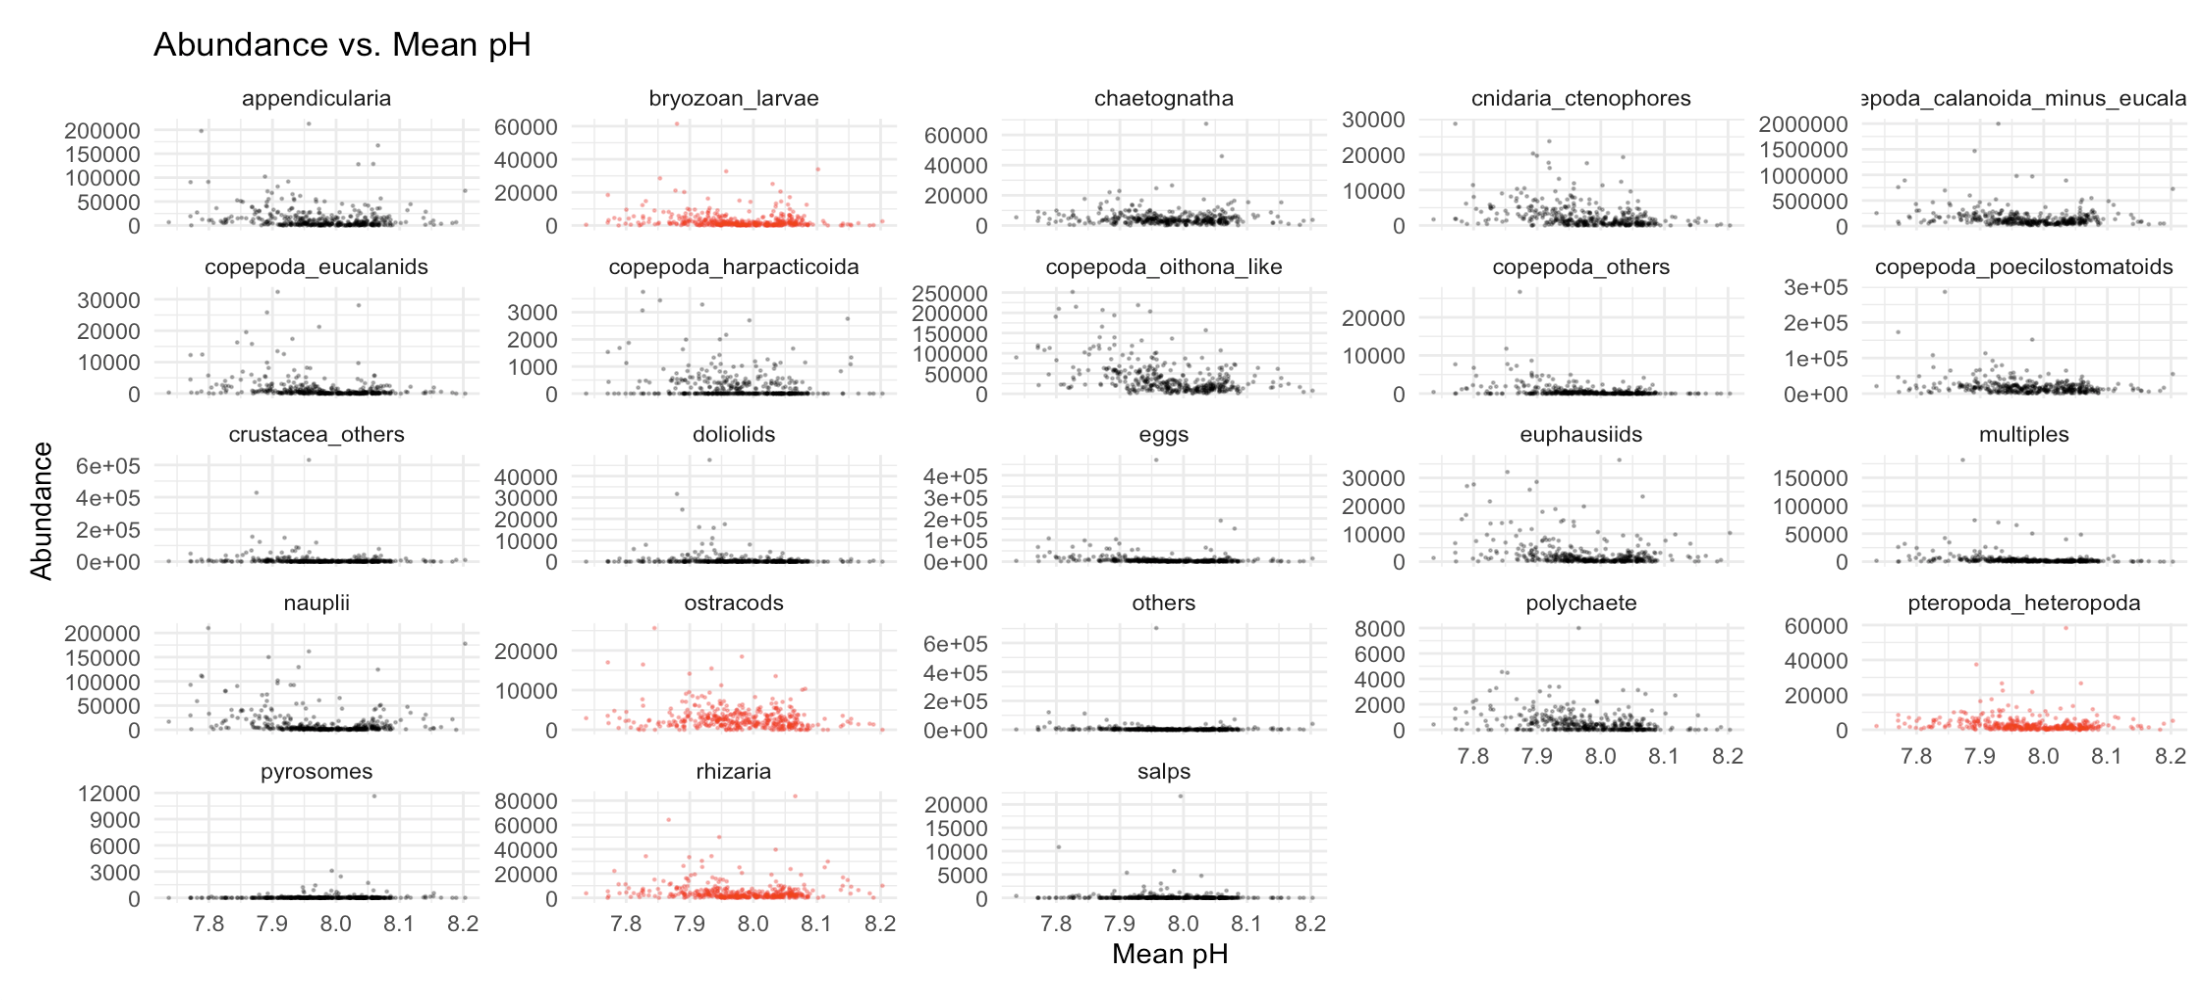 Abundance vs. Mean pH
appendicularia
bryozoan_larvae
chaetognatha
cnidaria_ctenophores
epoda_calanoida_minus_eucala
200000
150000
100000
50000
0
60000
40000
20000
0
60000
40000
20000
0
30000
20000
10000
0
2000000
1500000
1000000
500000
0
copepoda_eucalanids
copepoda_harpacticoida
copepoda_oithona_like
copepoda_others
copepoda_poecilostomatoids
30000
20000
10000
0
3000
2000
1000
0
250000
200000
150000
100000
50000
0
20000
10000
0
3e+05
2e+05
1e+05
0e+00
Abundance
crustacea_others
doliolids
eggs
euphausiids
multiples
6e+05
4e+05
2e+05
0e+00
40000
30000
20000
10000
0
4e+05
3e+05
2e+05
1e+05
0e+00
30000
20000
10000
0
150000
100000
50000
0
nauplii
ostracods
others
polychaete
pteropoda_heteropoda
200000
150000
100000
50000
0
20000
10000
0
6e+05
4e+05
2e+05
0e+00
8000
6000
4000
2000
0
60000
40000
20000
0
7.8 7.9 8.0 8.1 8.2
7.8 7.9 8.0 8.1 8.2
pyrosomes
rhizaria
salps
12000
9000
6000
3000
0
80000
60000
40000
20000
0
20000
15000
10000
5000
0
7.8 7.9 8.0 8.1 8.2
7.8 7.9 8.0 8.1 8.2
7.8 7.9 8.0 8.1 8.2
Mean pH